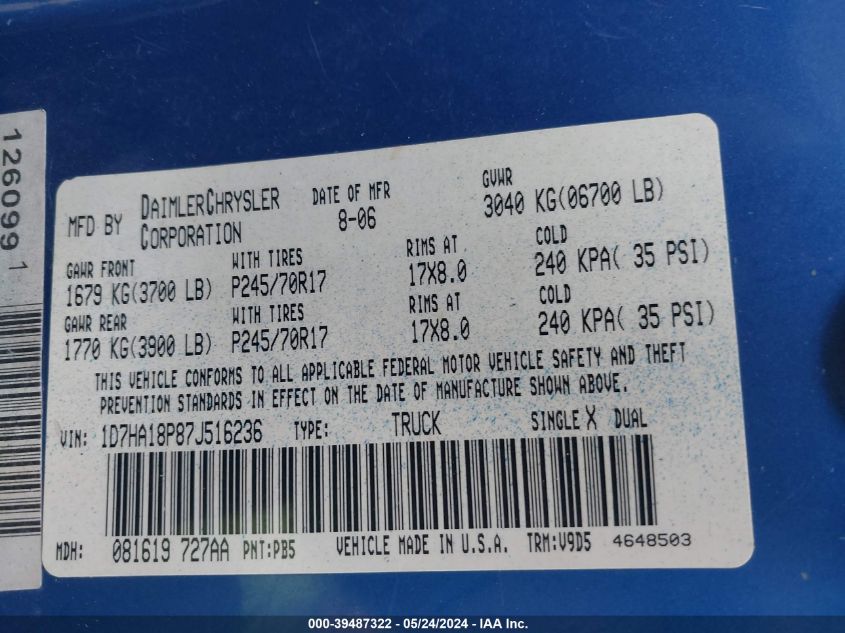 126099 1
MFD BY DAIMLERCHRYSLER CORPORATION DATE OF MFR 8-06 GVWR 3040 KG(06700 LB)
GAWR FRONT WITH TIRES RIMS AT COLD
1679 KG(3700 LB) P245/70R17 17X8.0 240 KPA( 35 PSI)
GAWR REAR WITH TIRES RIMS AT COLD
1770 KG(3900 LB) P245/70R17 17X8.0 240 KPA( 35 PSI)
THIS VEHICLE CONFORMS TO ALL APPLICABLE FEDERAL MOTOR VEHICLE SAFETY AND THEFT
PREVENTION STANDARDS IN EFFECT ON THE DATE OF MANUFACTURE SHOWN ABOVE.
VIN: 1D7HA18P87J516236 TYPE: TRUCK SINGLE X DUAL
MDH: 081619 727AA PNT:PB5 VEHICLE MADE IN U.S.A. TRM:V9D5 4648503
000-39487322 - 05/24/2024 - IAA Inc.